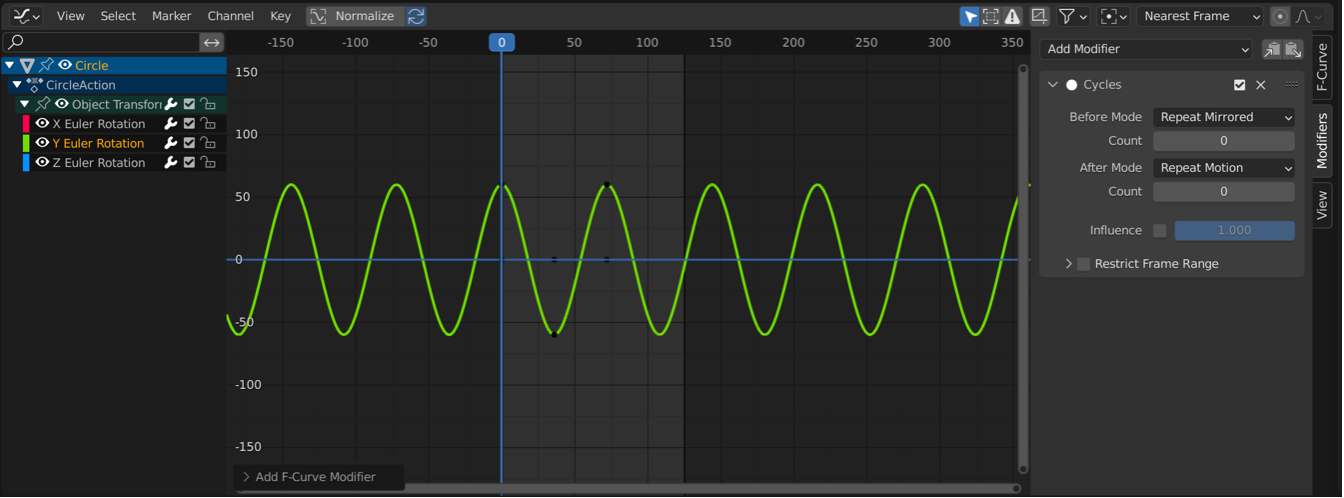 View Select Marker Channel Key Normalize Nearest Frame
-150 -100 -50 0 50 100 150 200 250 300 350
Circle
CircleAction
Object Transfor
X Euler Rotation
Y Euler Rotation
Z Euler Rotation
150
100
50
0
-50
-100
-150
Add F-Curve Modifier
Add Modifier
Cycles
Before Mode Repeat Mirrored
Count 0
After Mode Repeat Motion
Count 0
Influence 1.000
Restrict Frame Range
F-Curve
Modifiers
View